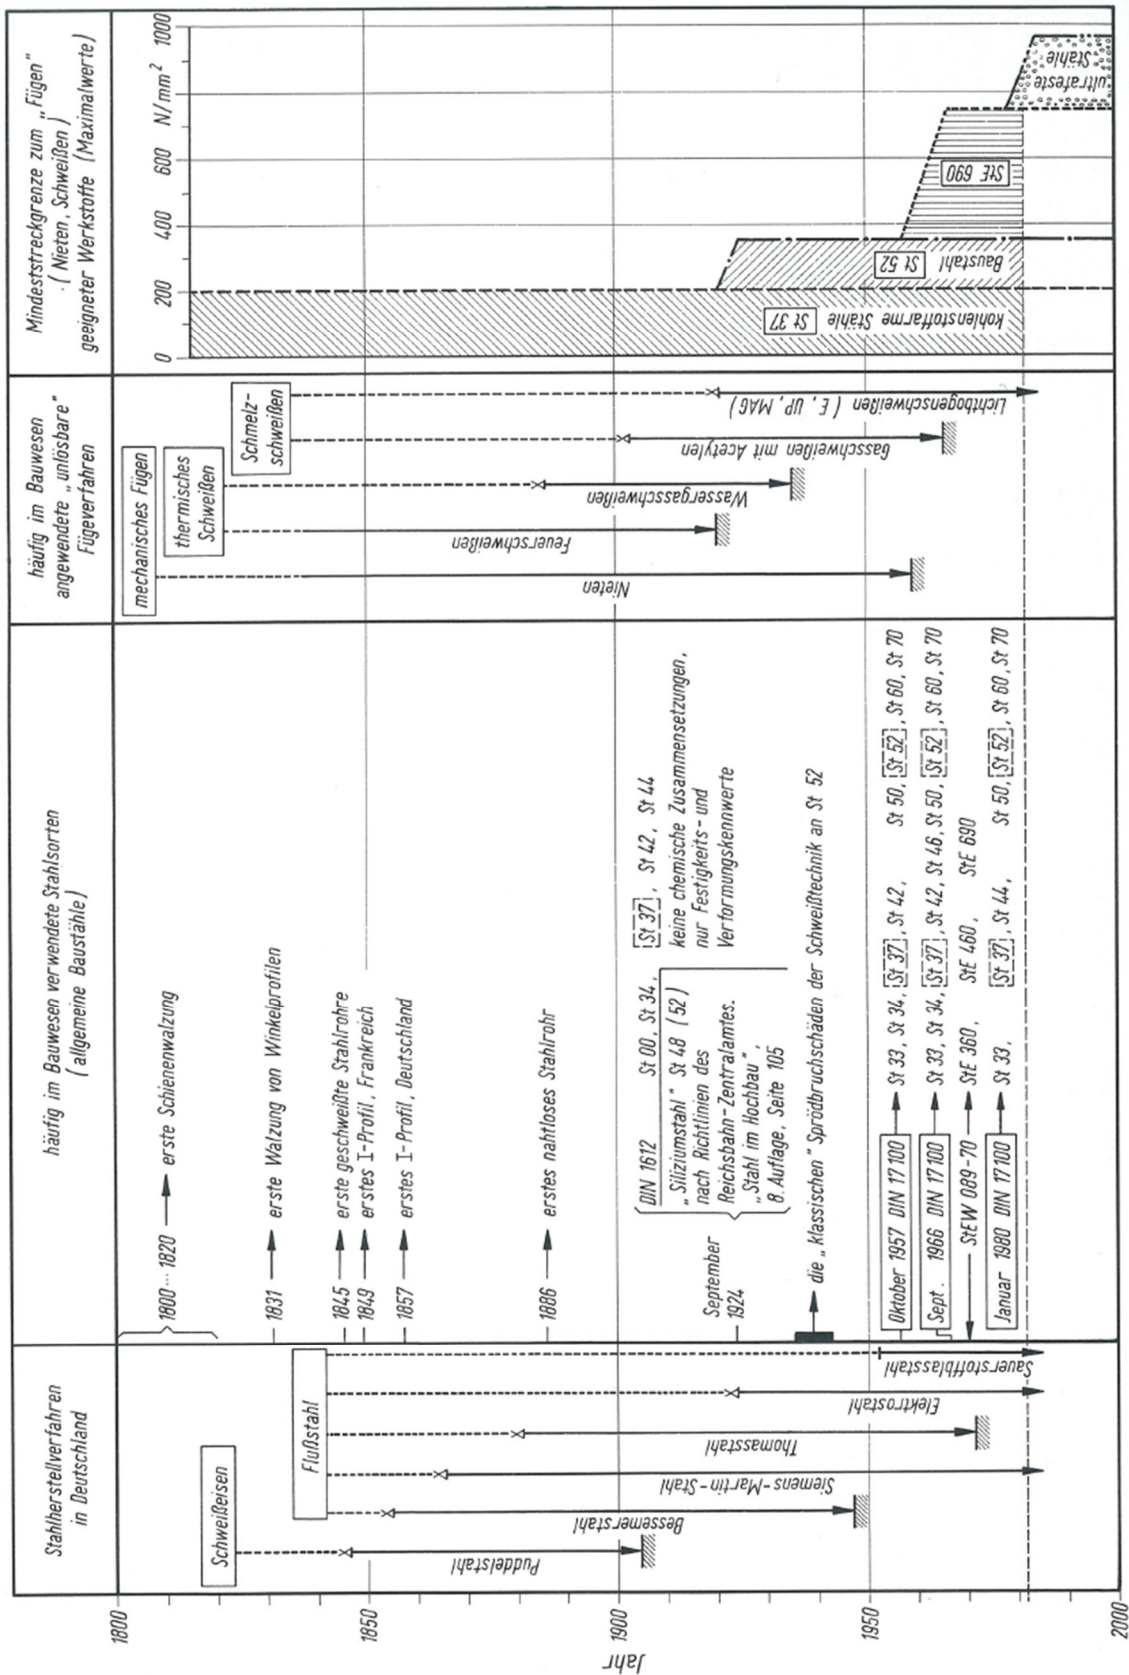 Stahlherstellverfahren
in Deutschland
häufig im Bauwesen verwendete Stahlsorten
(allgemeine Baustähle)
häufig im Bauwesen
angewendete „unlösbare"
Fügeverfahren
Mindeststreckgrenze zum „Fügen"
(Nieten, Schweißen)
geeigneter Werkstoffe (Maximalwerte)
Jahr
1800
1850
1900
1950
2000
Schweißeisen
Flußstahl
Puddelstahl
Bessemerstahl
Siemens-Martin-Stahl
Thomasstahl
Elektrostahl
Sauerstoffblasstahl
1800...1820 erste Schienenwalzung
1831 erste Walzung von Winkelprofilen
1845 erste geschweißte Stahlrohre
1849 erstes I-Profil, Frankreich
1857 erstes I-Profil, Deutschland
1886 erstes nahtloses Stahlrohr
September
1924
DIN 1612 St 00, St 34, St 37, St 42, St 44
„Siliziumstahl" St 48 (52)
nach Richtlinien des
Reichsbahn-Zentralamtes.
„Stahl im Hochbau",
8. Auflage, Seite 105
keine chemische Zusammensetzungen,
nur Festigkeits- und
Verformungskennwerte
die „klassischen" Sprödbruchschäden der Schweißtechnik an St 52
Oktober 1957 DIN 17100 St 33, St 34, St 37, St 42, St 50, St 52, St 60, St 70
Sept. 1966 DIN 17100 St 33, St 34, St 37, St 42, St 46, St 50, St 52, St 60, St 70
StEW 089-70 StE 360, StE 460, StE 690
Januar 1980 DIN 17100 St 33, St 37, St 44, St 50, St 52, St 60, St 70
mechanisches Fügen
thermisches
Schweißen
Schmelz-
schweißen
Nieten
Feuerschweißen
Wassergasschweißen
Gasschweißen mit Acetylen
Lichtbogenschweißen (E, UP, MAG)
0
200
400
600
N/mm²
1000
kohlenstoffarme Stähle St 37
Baustahl St 52
StE 690
ultrafeste
Stähle